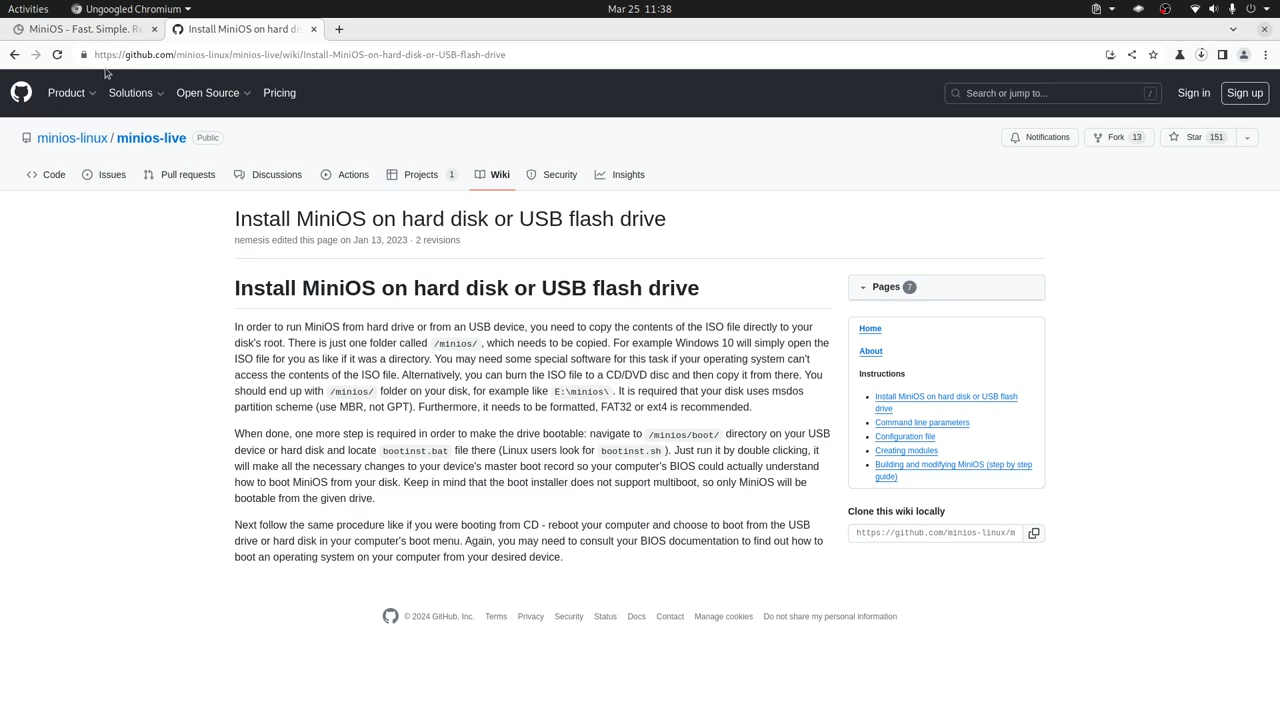 Activities Ungoogled Chromium Mar 25 11:38
MiniOS - Fast. Simple. Re Install MiniOS on hard dis
https://github.com/minios-linux/minios-live/wiki/Install-MiniOS-on-hard-disk-or-USB-flash-drive
Product Solutions Open Source Pricing Search or jump to... / Sign in Sign up
minios-linux / minios-live Public Notifications Fork 13 Star 151
Code Issues Pull requests Discussions Actions Projects 1 Wiki Security Insights
Install MiniOS on hard disk or USB flash drive
nemesis edited this page on Jan 13, 2023 · 2 revisions
Install MiniOS on hard disk or USB flash drive
In order to run MiniOS from hard drive or from an USB device, you need to copy the contents of the ISO file directly to your
disk's root. There is just one folder called /minios/, which needs to be copied. For example Windows 10 will simply open the
ISO file for you as like if it was a directory. You may need some special software for this task if your operating system can't
access the contents of the ISO file. Alternatively, you can burn the ISO file to a CD/DVD disc and then copy it from there. You
should end up with /minios/ folder on your disk, for example like E:\minios\. It is required that your disk uses msdos
partition scheme (use MBR, not GPT). Furthermore, it needs to be formatted, FAT32 or ext4 is recommended.
When done, one more step is required in order to make the drive bootable: navigate to /minios/boot/ directory on your USB
device or hard disk and locate bootinst.bat file there (Linux users look for bootinst.sh). Just run it by double clicking, it
will make all the necessary changes to your device's master boot record so your computer's BIOS could actually understand
how to boot MiniOS from your disk. Keep in mind that the boot installer does not support multiboot, so only MiniOS will be
bootable from the given drive.
Next follow the same procedure like if you were booting from CD - reboot your computer and choose to boot from the USB
drive or hard disk in your computer's boot menu. Again, you may need to consult your BIOS documentation to find out how to
boot an operating system on your computer from your desired device.
Pages 7
Home
About
Instructions
Install MiniOS on hard disk or USB flash
drive
Command line parameters
Configuration file
Creating modules
Building and modifying MiniOS (step by step
guide)
Clone this wiki locally
https://github.com/minios-linux/m
© 2024 GitHub, Inc. Terms Privacy Security Status Docs Contact Manage cookies Do not share my personal information